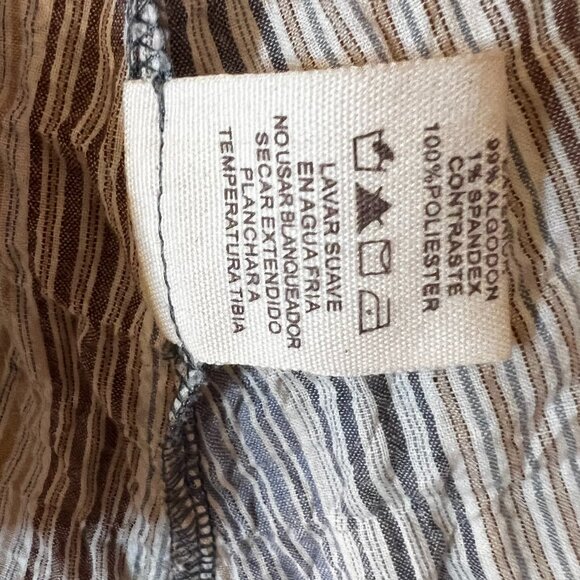 99% ALGODON
1% SPANDEX
CONTRASTE
100%POLIESTER
LAVAR SUAVE
EN AGUA FRIA
NO USAR BLANQUEADOR
SECAR EXTENDIDO
PLANCHAR A
TEMPERATURA TIBIA